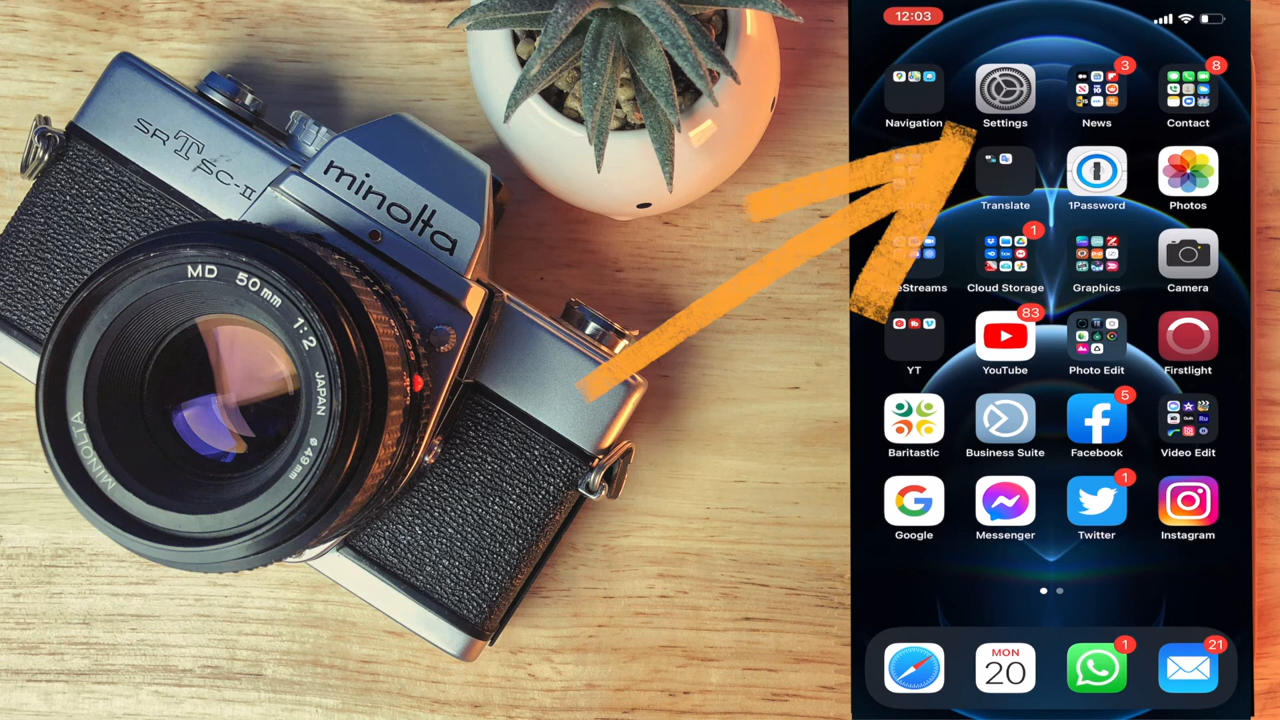 SR T
SC-II
minolta
MD 50mm 1:2 JAPAN ø 49mm
MINOLTA
12:03
3
8
Navigation
Settings
News
Contact
Translate
1Password
Photos
1
eStreams
Cloud Storage
Graphics
Camera
83
YT
YouTube
Photo Edit
Firstlight
5
Baritastic
Business Suite
Facebook
Video Edit
1
Google
Messenger
Twitter
Instagram
1
21
MON
20